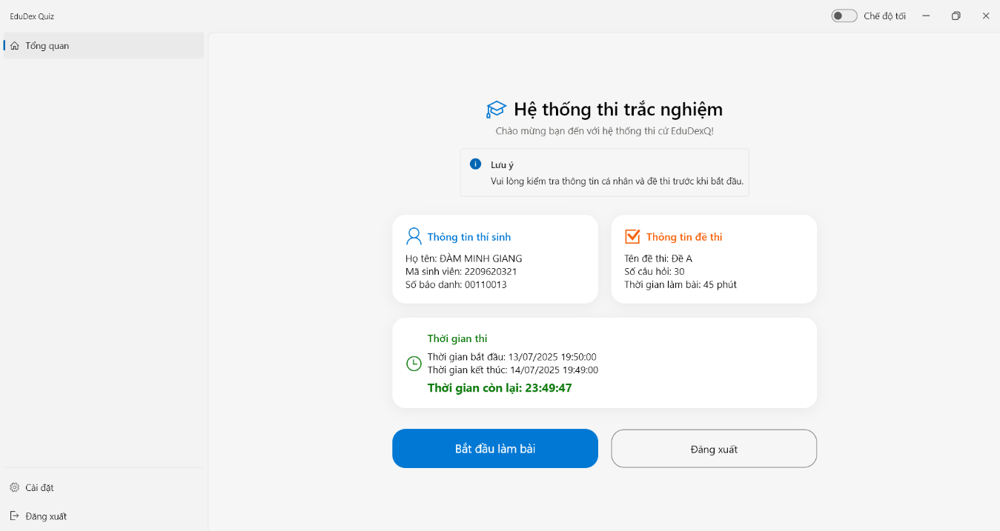 EduDex Quiz
Chế độ tối
Tổng quan
Hệ thống thi trắc nghiệm
Chào mừng bạn đến với hệ thống thi cử EduDexQ!
Lưu ý
Vui lòng kiểm tra thông tin cá nhân và đề thi trước khi bắt đầu.
Thông tin thí sinh
Họ tên: ĐÀM MINH GIANG
Mã sinh viên: 2209620321
Số báo danh: 00110013
Thông tin đề thi
Tên đề thi: Đề A
Số câu hỏi: 30
Thời gian làm bài: 45 phút
Thời gian thi
Thời gian bắt đầu: 13/07/2025 19:50:00
Thời gian kết thúc: 14/07/2025 19:49:00
Thời gian còn lại: 23:49:47
Bắt đầu làm bài
Đăng xuất
Cài đặt
Đăng xuất